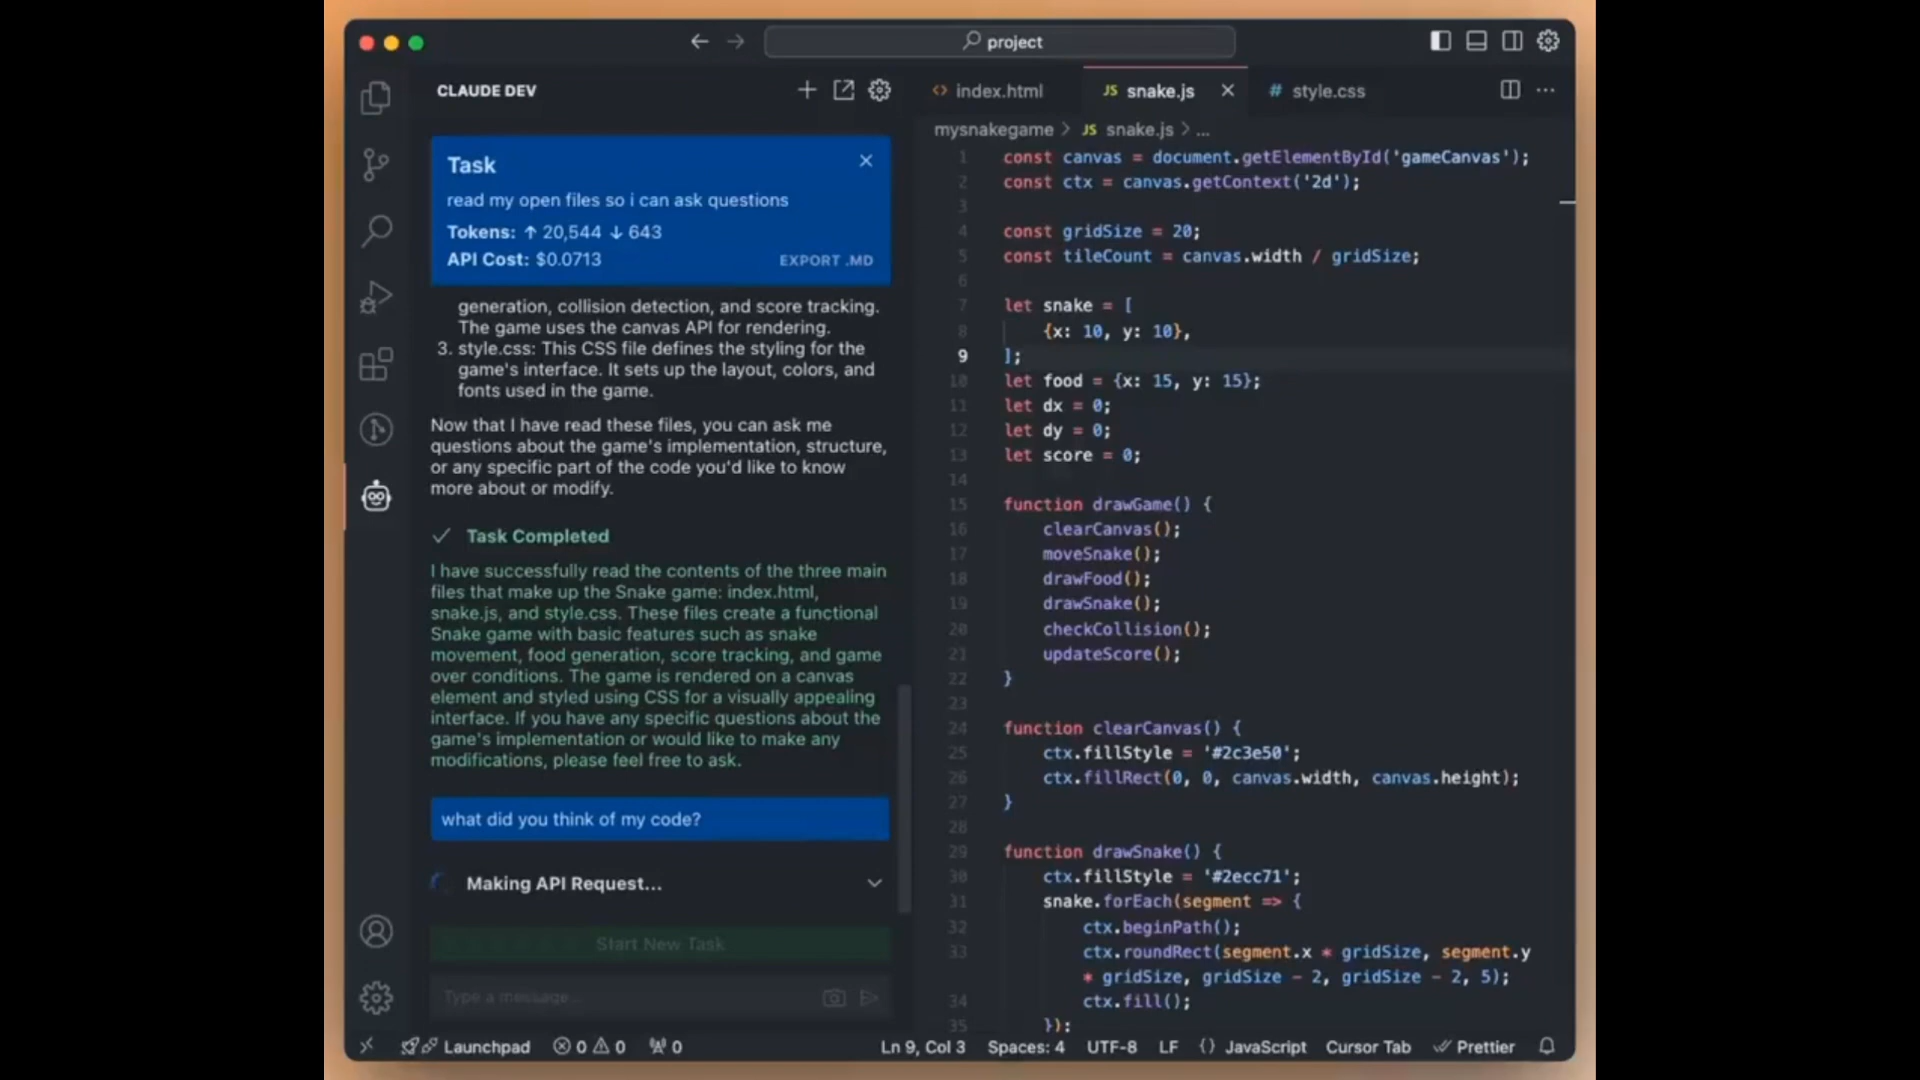 project
CLAUDE DEV
Task
read my open files so i can ask questions
Tokens: ↑ 20,544 ↓ 643
API Cost: $0.0713
EXPORT .MD
generation, collision detection, and score tracking.
The game uses the canvas API for rendering.
3. style.css: This CSS file defines the styling for the
game's interface. It sets up the layout, colors, and
fonts used in the game.
Now that I have read these files, you can ask me
questions about the game's implementation, structure,
or any specific part of the code you'd like to know
more about or modify.
Task Completed
I have successfully read the contents of the three main
files that make up the Snake game: index.html,
snake.js, and style.css. These files create a functional
Snake game with basic features such as snake
movement, food generation, score tracking, and game
over conditions. The game is rendered on a canvas
element and styled using CSS for a visually appealing
interface. If you have any specific questions about the
game's implementation or would like to make any
modifications, please feel free to ask.
what did you think of my code?
Making API Request...
Start New Task
Type a message...
<> index.html
JS snake.js
# style.css
mysnakegame > JS snake.js > ...
1 const canvas = document.getElementById('gameCanvas');
2 const ctx = canvas.getContext('2d');
3
4 const gridSize = 20;
5 const tileCount = canvas.width / gridSize;
6
7 let snake = [
8 {x: 10, y: 10},
9 ];
10 let food = {x: 15, y: 15};
11 let dx = 0;
12 let dy = 0;
13 let score = 0;
14
15 function drawGame() {
16 clearCanvas();
17 moveSnake();
18 drawFood();
19 drawSnake();
20 checkCollision();
21 updateScore();
22 }
23
24 function clearCanvas() {
25 ctx.fillStyle = '#2c3e50';
26 ctx.fillRect(0, 0, canvas.width, canvas.height);
27 }
28
29 function drawSnake() {
30 ctx.fillStyle = '#2ecc71';
31 snake.forEach(segment => {
32 ctx.beginPath();
33 ctx.roundRect(segment.x * gridSize, segment.y
* gridSize, gridSize - 2, gridSize - 2, 5);
34 ctx.fill();
35 });
Launchpad 0 0 0 Ln 9, Col 3 Spaces: 4 UTF-8 LF {} JavaScript Cursor Tab Prettier